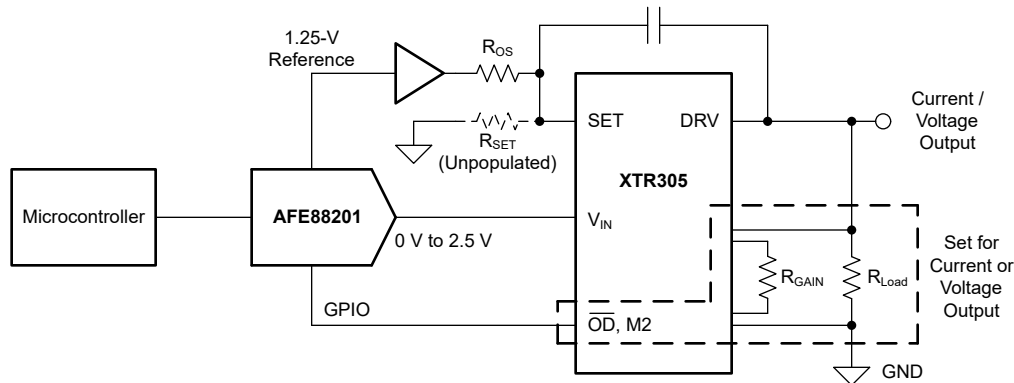 1.25-V
Reference
R_OS
SET
DRV
Current /
Voltage
Output
R_SET
(Unpopulated)
XTR305
Microcontroller
AFE88201
V_IN
0 V to 2.5 V
Set for
Current or
Voltage
Output
R_GAIN
R_Load
GPIO
O̅D̅, M2
GND